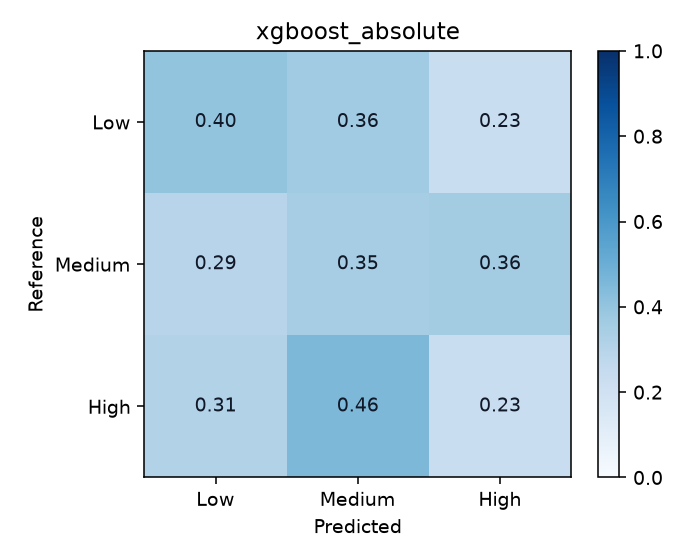 xgboost_absolute
1.0
0.8
0.6
0.4
0.2
0.0
Reference
Low 0.40 0.36 0.23
Medium 0.29 0.35 0.36
High 0.31 0.46 0.23
Low Medium High
Predicted